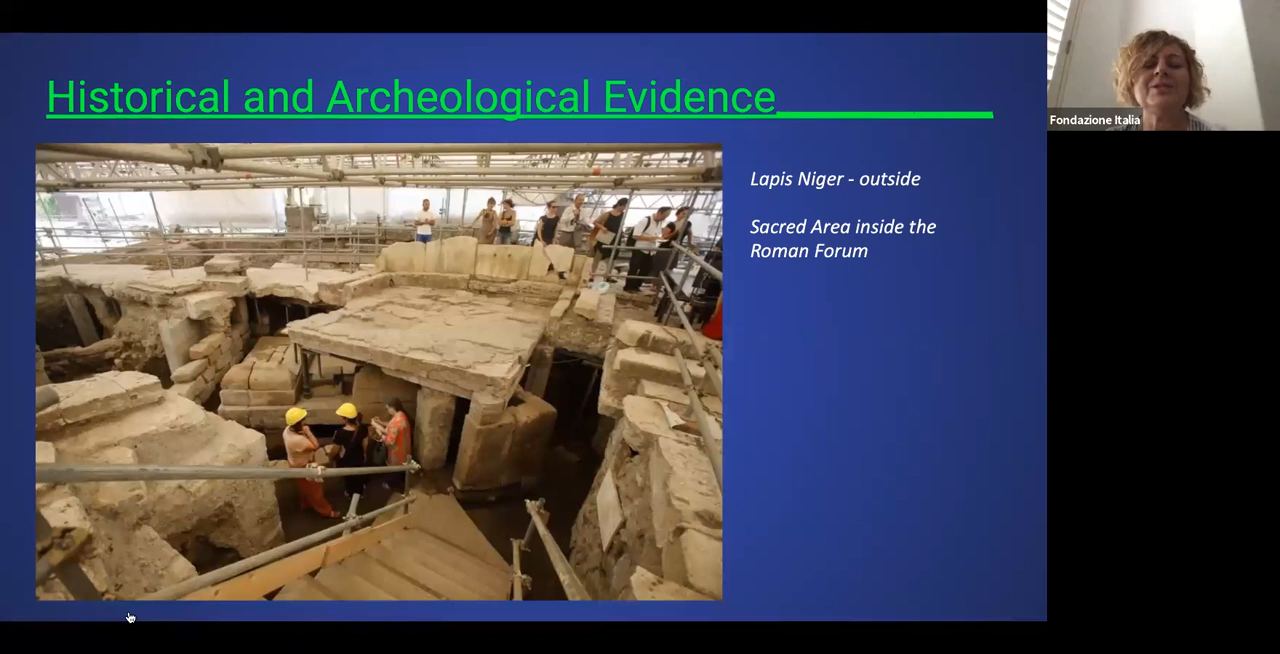 Historical and Archeological Evidence
Lapis Niger - outside
Sacred Area inside the
Roman Forum
Fondazione Italia